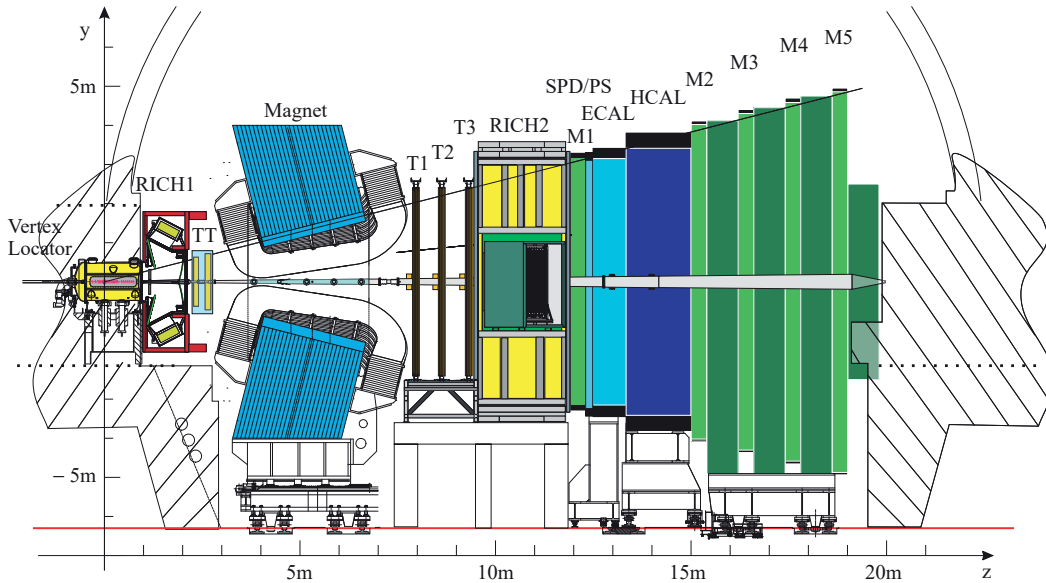 y
5m
Magnet
SPD/PS
ECAL
HCAL
M1
M2
M3
M4
M5
T1
T2
T3
RICH2
RICH1
TT
Vertex
Locator
− 5m
5m
10m
15m
20m
z